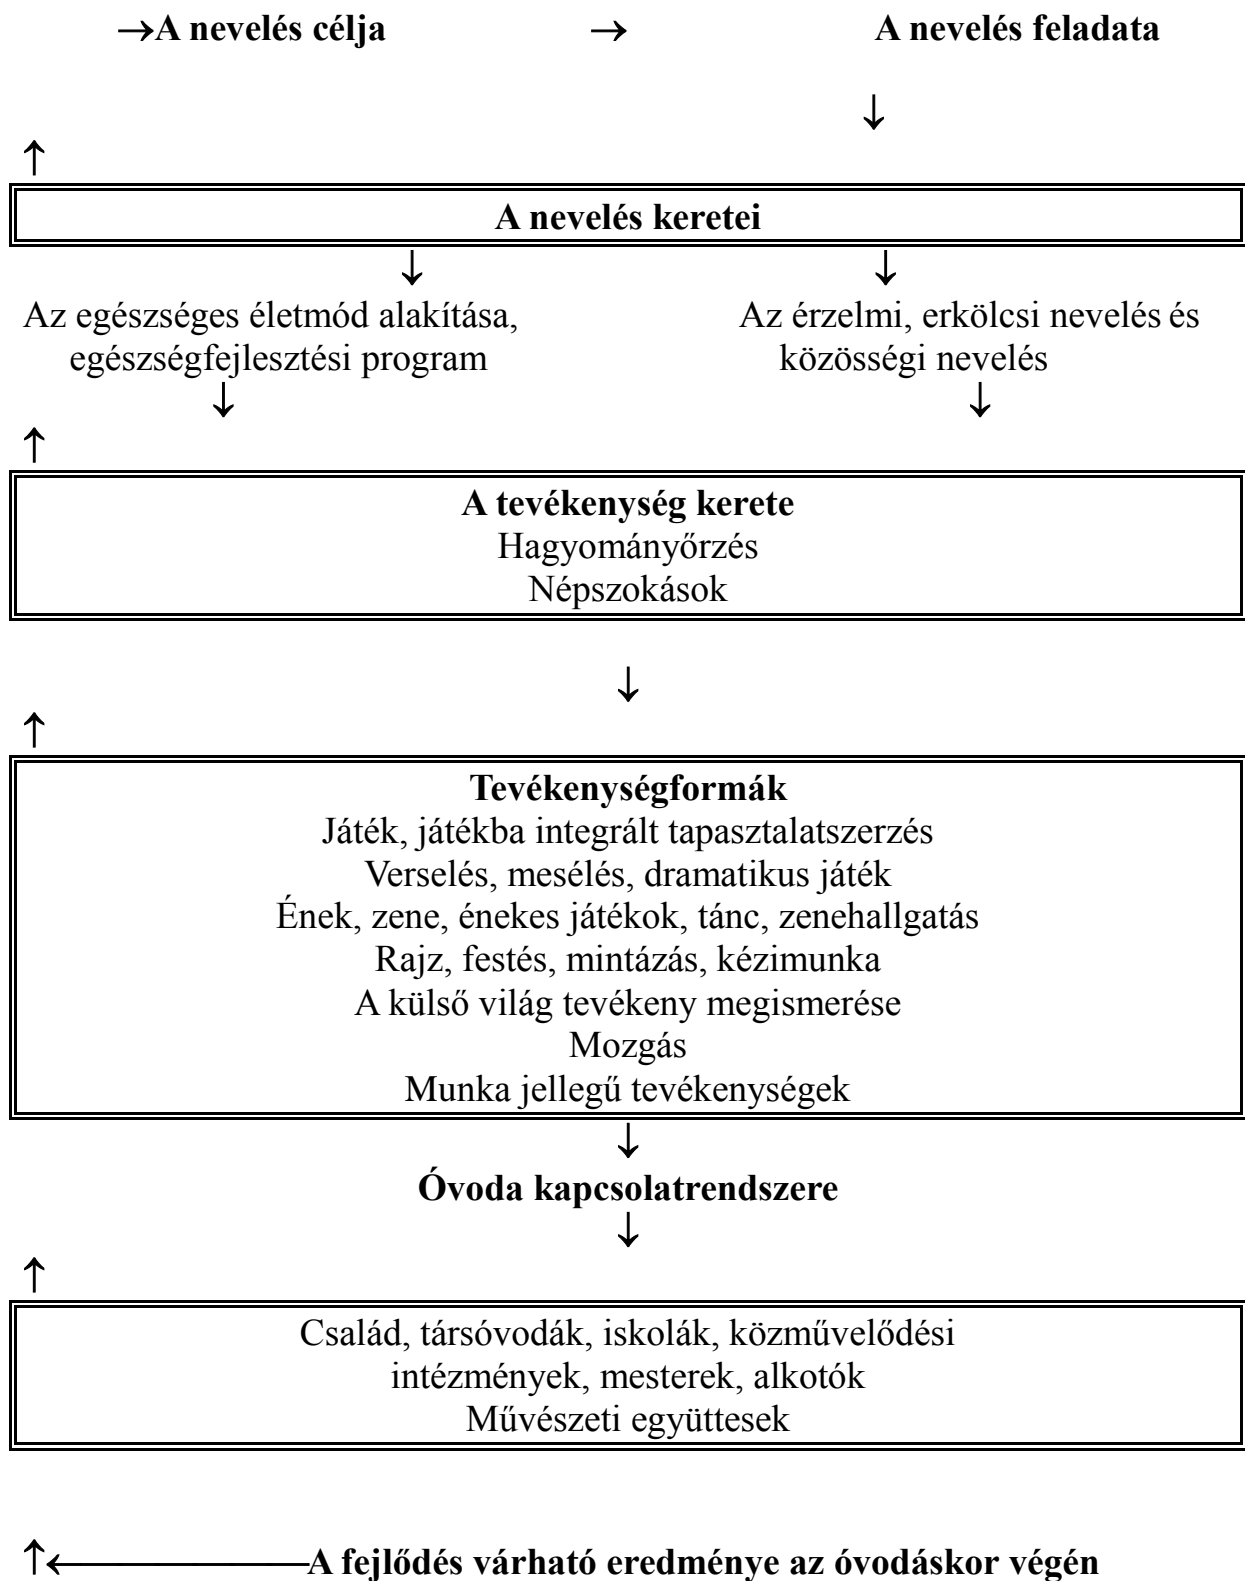 →A nevelés célja → A nevelés feladata
↓
↑
A nevelés keretei
↓ ↓
Az egészséges életmód alakítása, Az érzelmi, erkölcsi nevelés és
egészségfejlesztési program közösségi nevelés
↓ ↓
↑
A tevékenység kerete
Hagyományőrzés
Népszokások
↓
↑
Tevékenységformák
Játék, játékba integrált tapasztalatszerzés
Verselés, mesélés, dramatikus játék
Ének, zene, énekes játékok, tánc, zenehallgatás
Rajz, festés, mintázás, kézimunka
A külső világ tevékeny megismerése
Mozgás
Munka jellegű tevékenységek
↓
Óvoda kapcsolatrendszere
↓
↑
Család, társóvodák, iskolák, közművelődési
intézmények, mesterek, alkotók
Művészeti együttesek
↑←A fejlődés várható eredménye az óvodáskor végén